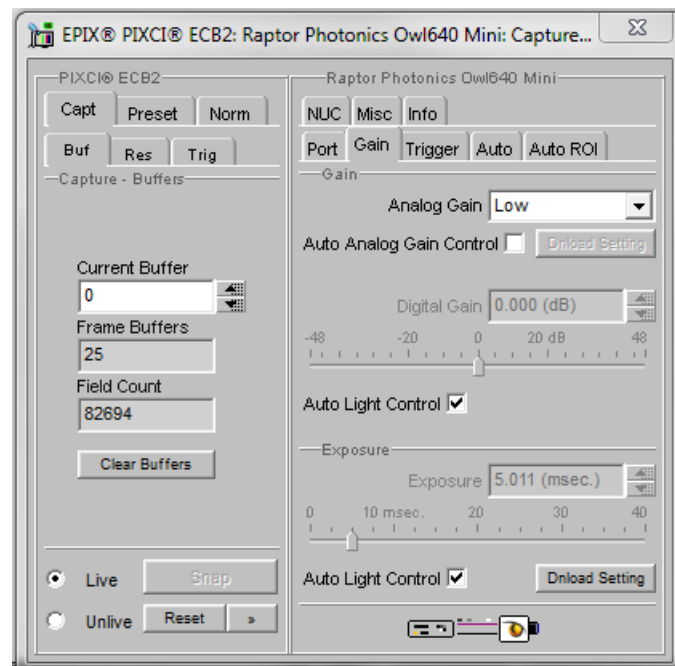 EPIX® PIXCI® ECB2: Raptor Photonics Owl640 Mini: Capture...
PIXCI® ECB2
Capt Preset Norm
Buf Res Trig
Capture - Buffers
Current Buffer
0
Frame Buffers
25
Field Count
82694
Clear Buffers
Live Snap
Unlive Reset »
Raptor Photonics Owl640 Mini
NUC Misc Info
Port Gain Trigger Auto Auto ROI
Gain
Analog Gain Low
Auto Analog Gain Control Dnload Setting
Digital Gain 0.000 (dB)
-48 -20 0 20 dB 48
Auto Light Control
Exposure
Exposure 5.011 (msec.)
0 10 msec. 20 30 40
Auto Light Control Dnload Setting